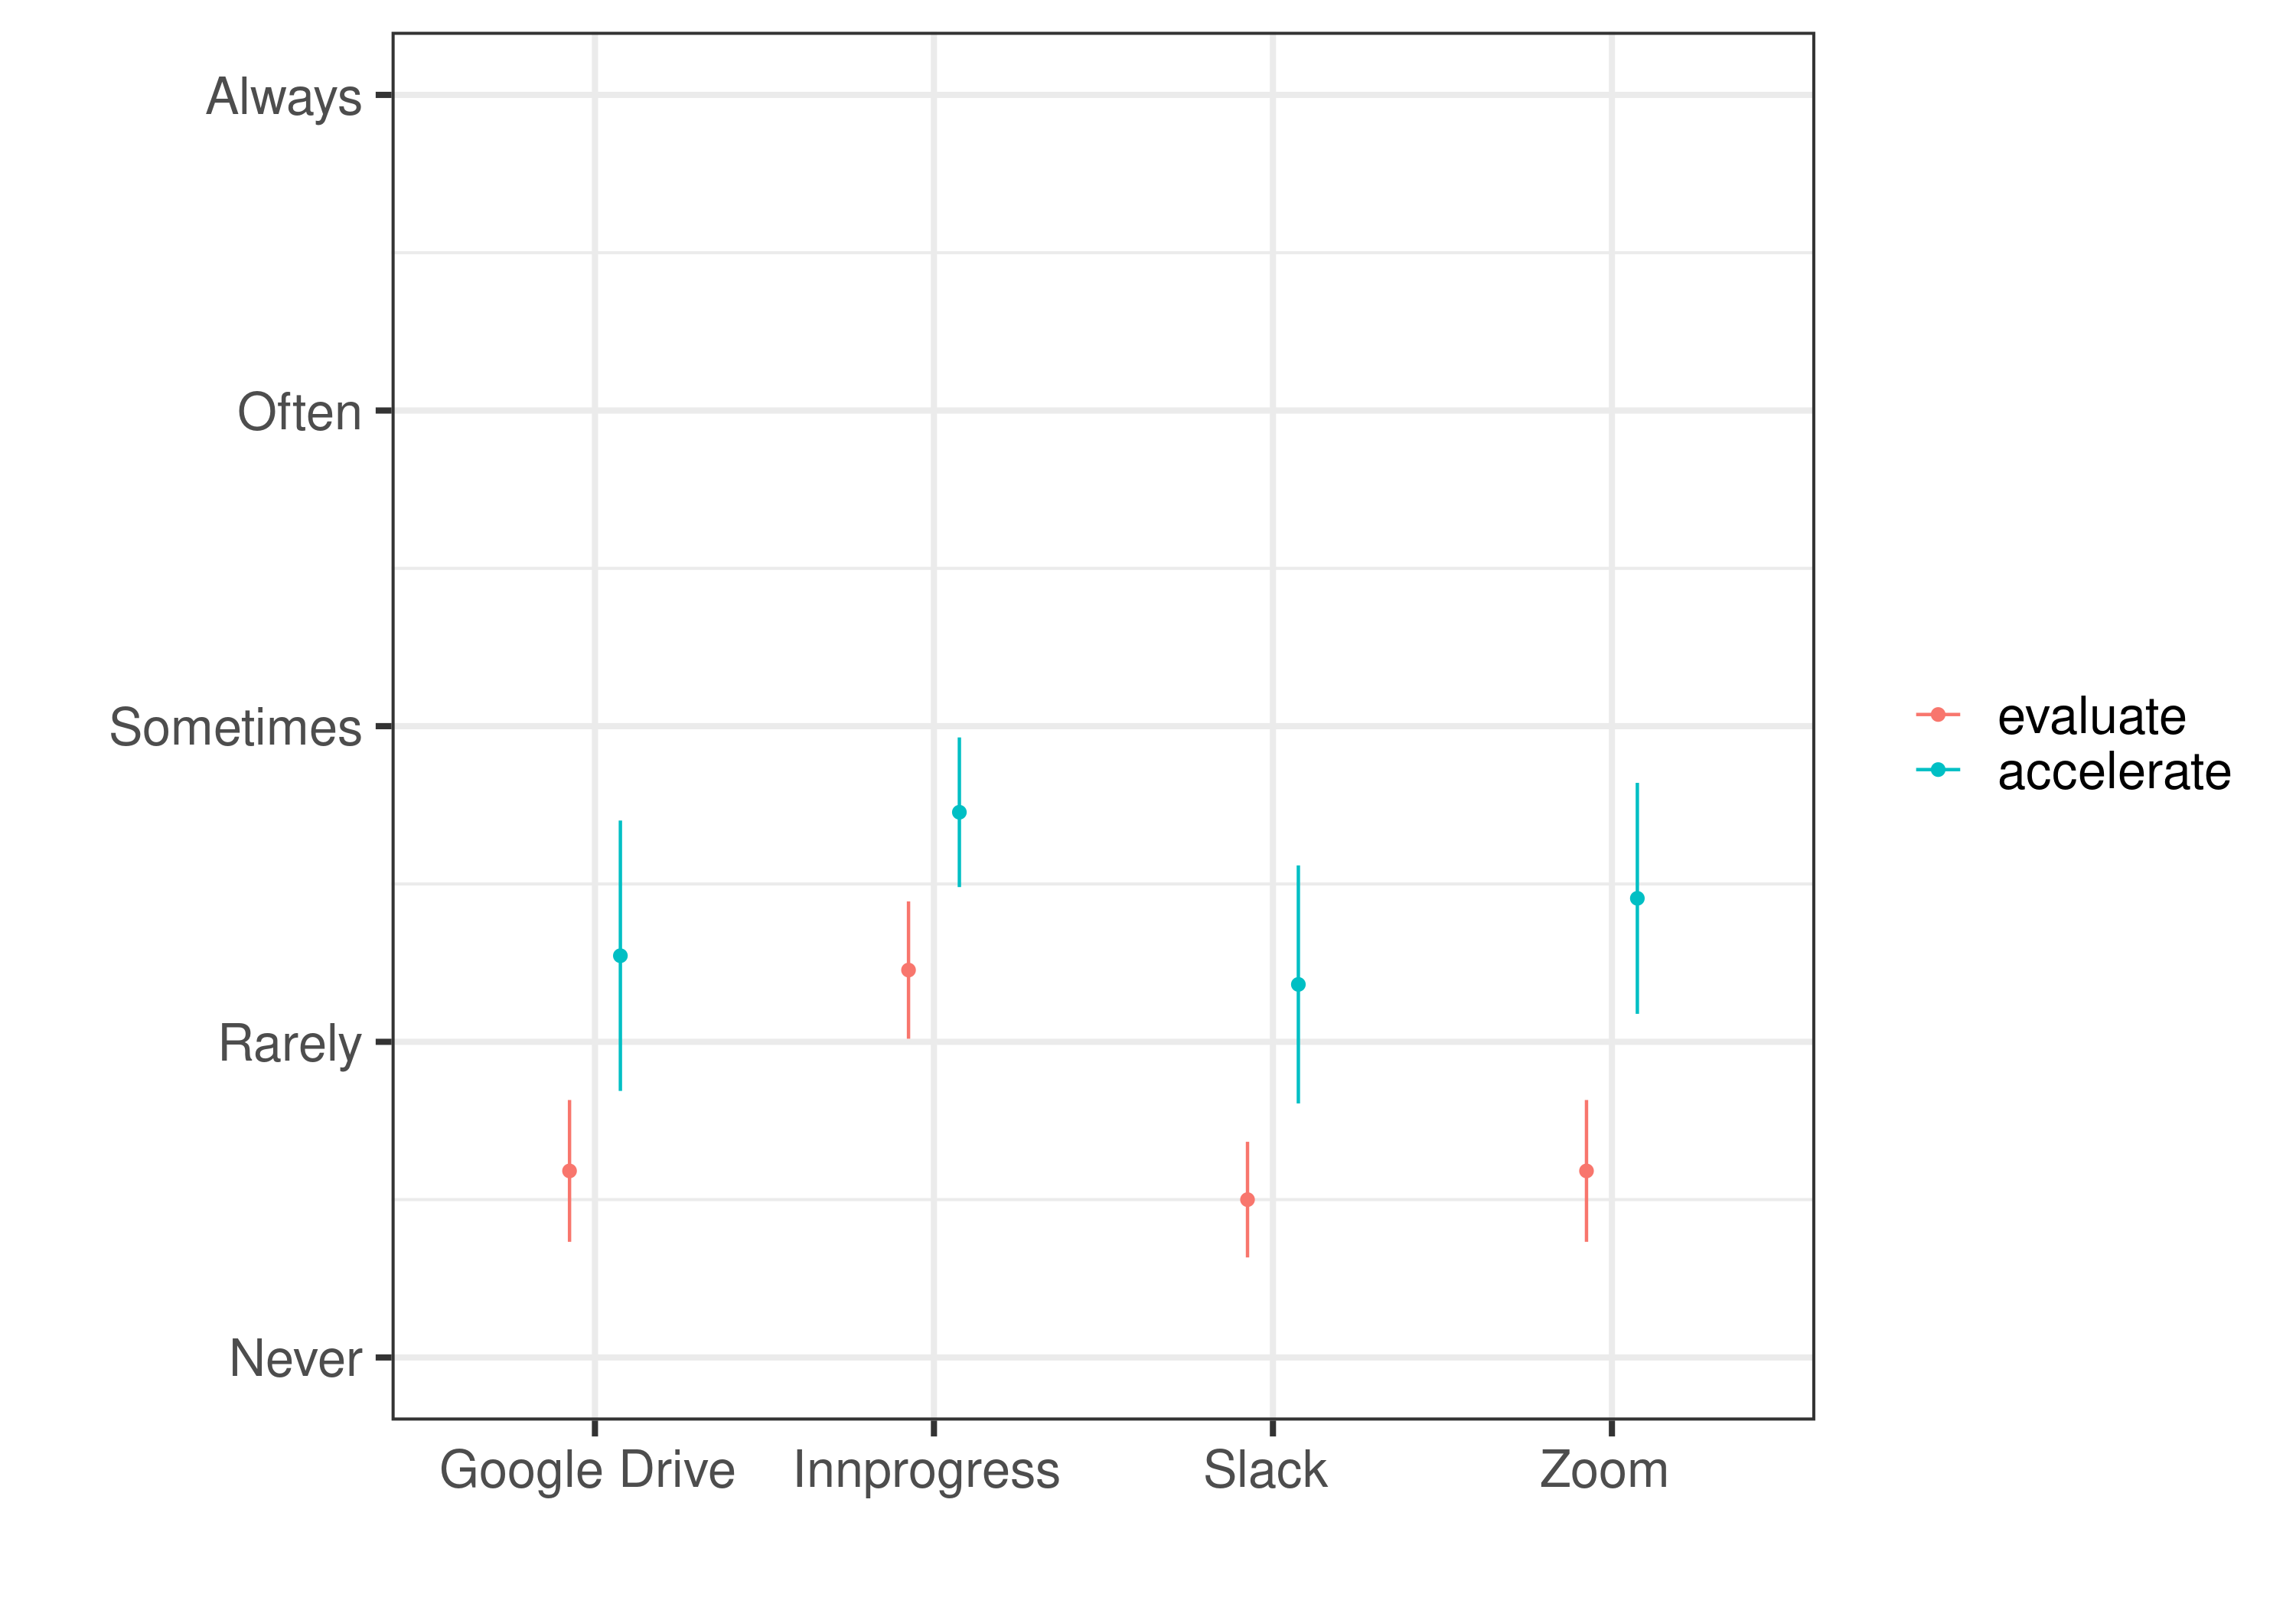 Always
Often
Sometimes
Rarely
Never
Google Drive Innprogress Slack Zoom
evaluate
accelerate